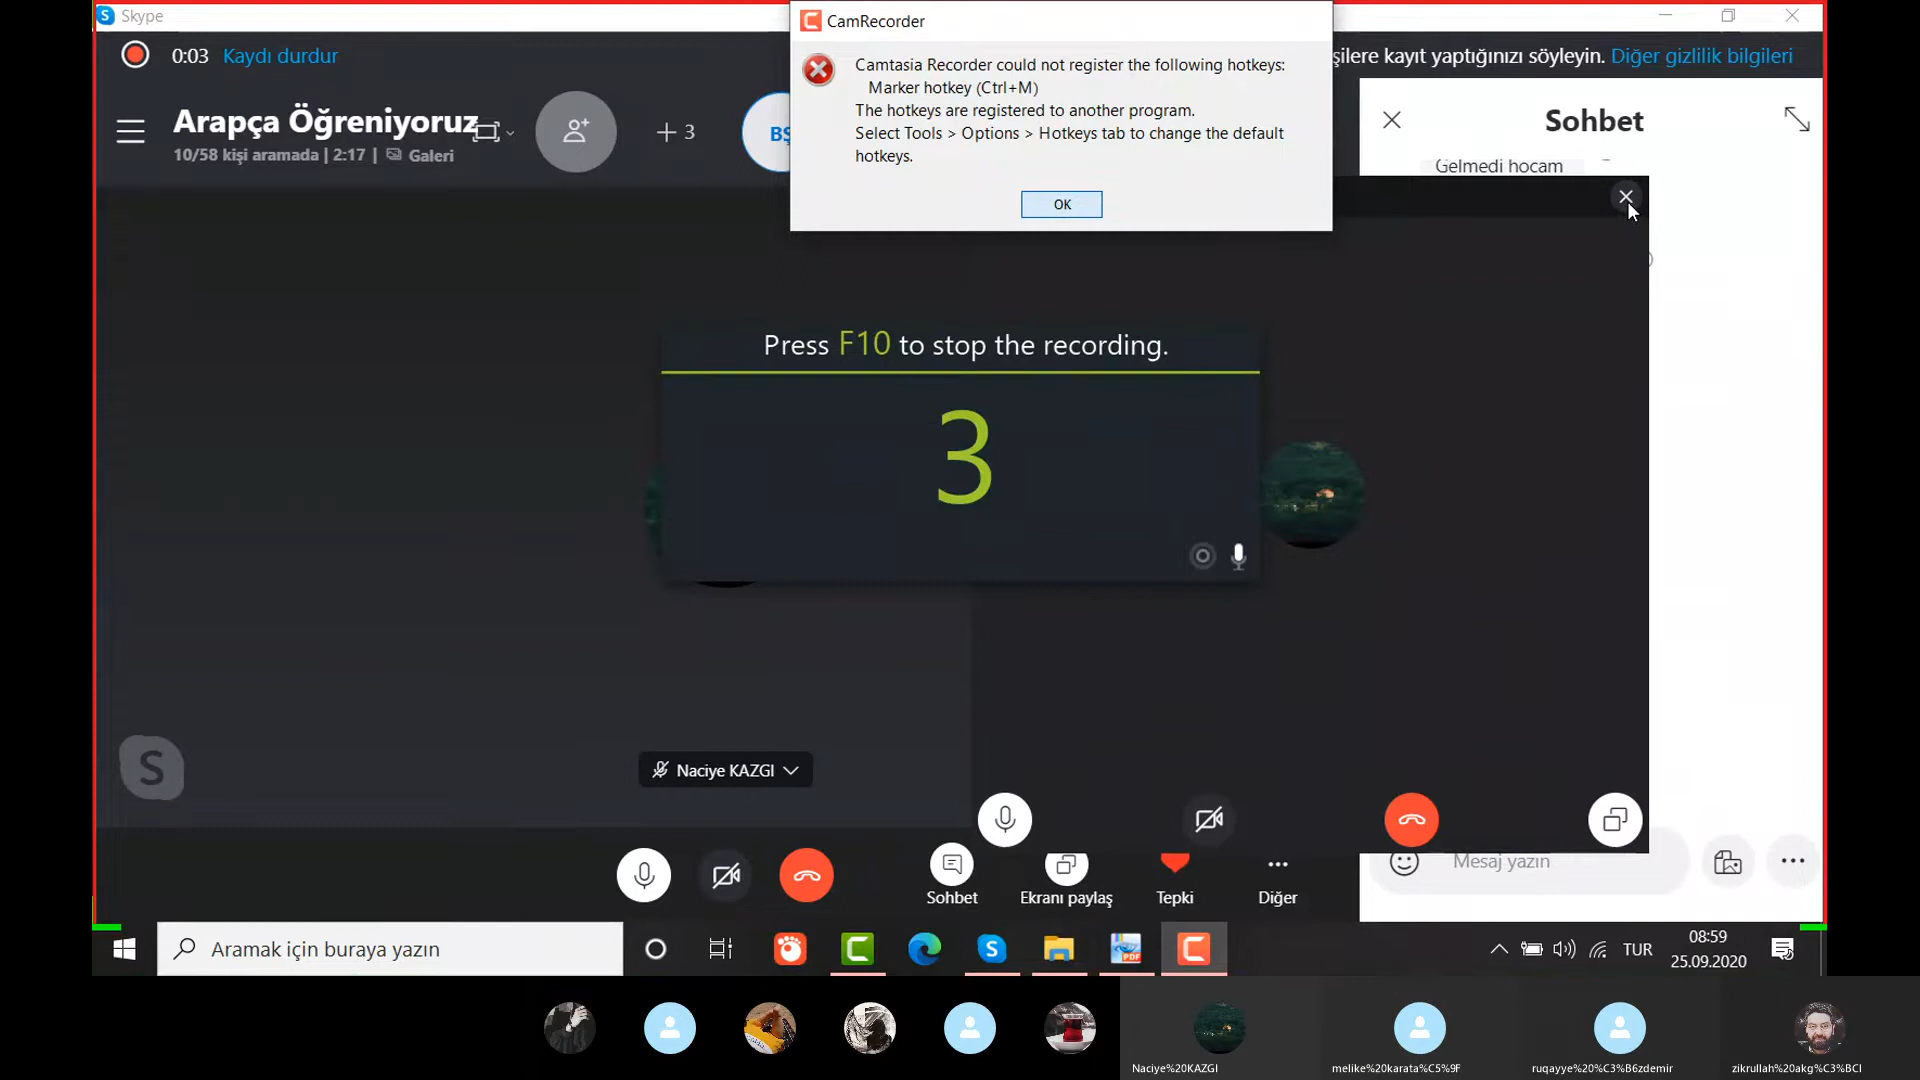 Skype
CamRecorder
0:03 Kaydı durdur
şilere kayıt yaptığınızı söyleyin. Diğer gizlilik bilgileri
Camtasia Recorder could not register the following hotkeys:
Marker hotkey (Ctrl+M)
The hotkeys are registered to another program.
Select Tools > Options > Hotkeys tab to change the default
hotkeys.
OK
Arapça Öğreniyoruz
10/58 kişi aramada | 2:17 | Galeri
+ 3
BŞ
Sohbet
Gelmedi hocam
Press F10 to stop the recording.
3
Naciye KAZGI
Sohbet
Ekranı paylaş
Tepki
Diğer
Mesaj yazın
Aramak için buraya yazın
TUR
08:59
25.09.2020
Naciye%20KAZGI
melike%20karata%C5%9F
ruqayye%20%C3%B6zdemir
zikrullah%20akg%C3%BCl